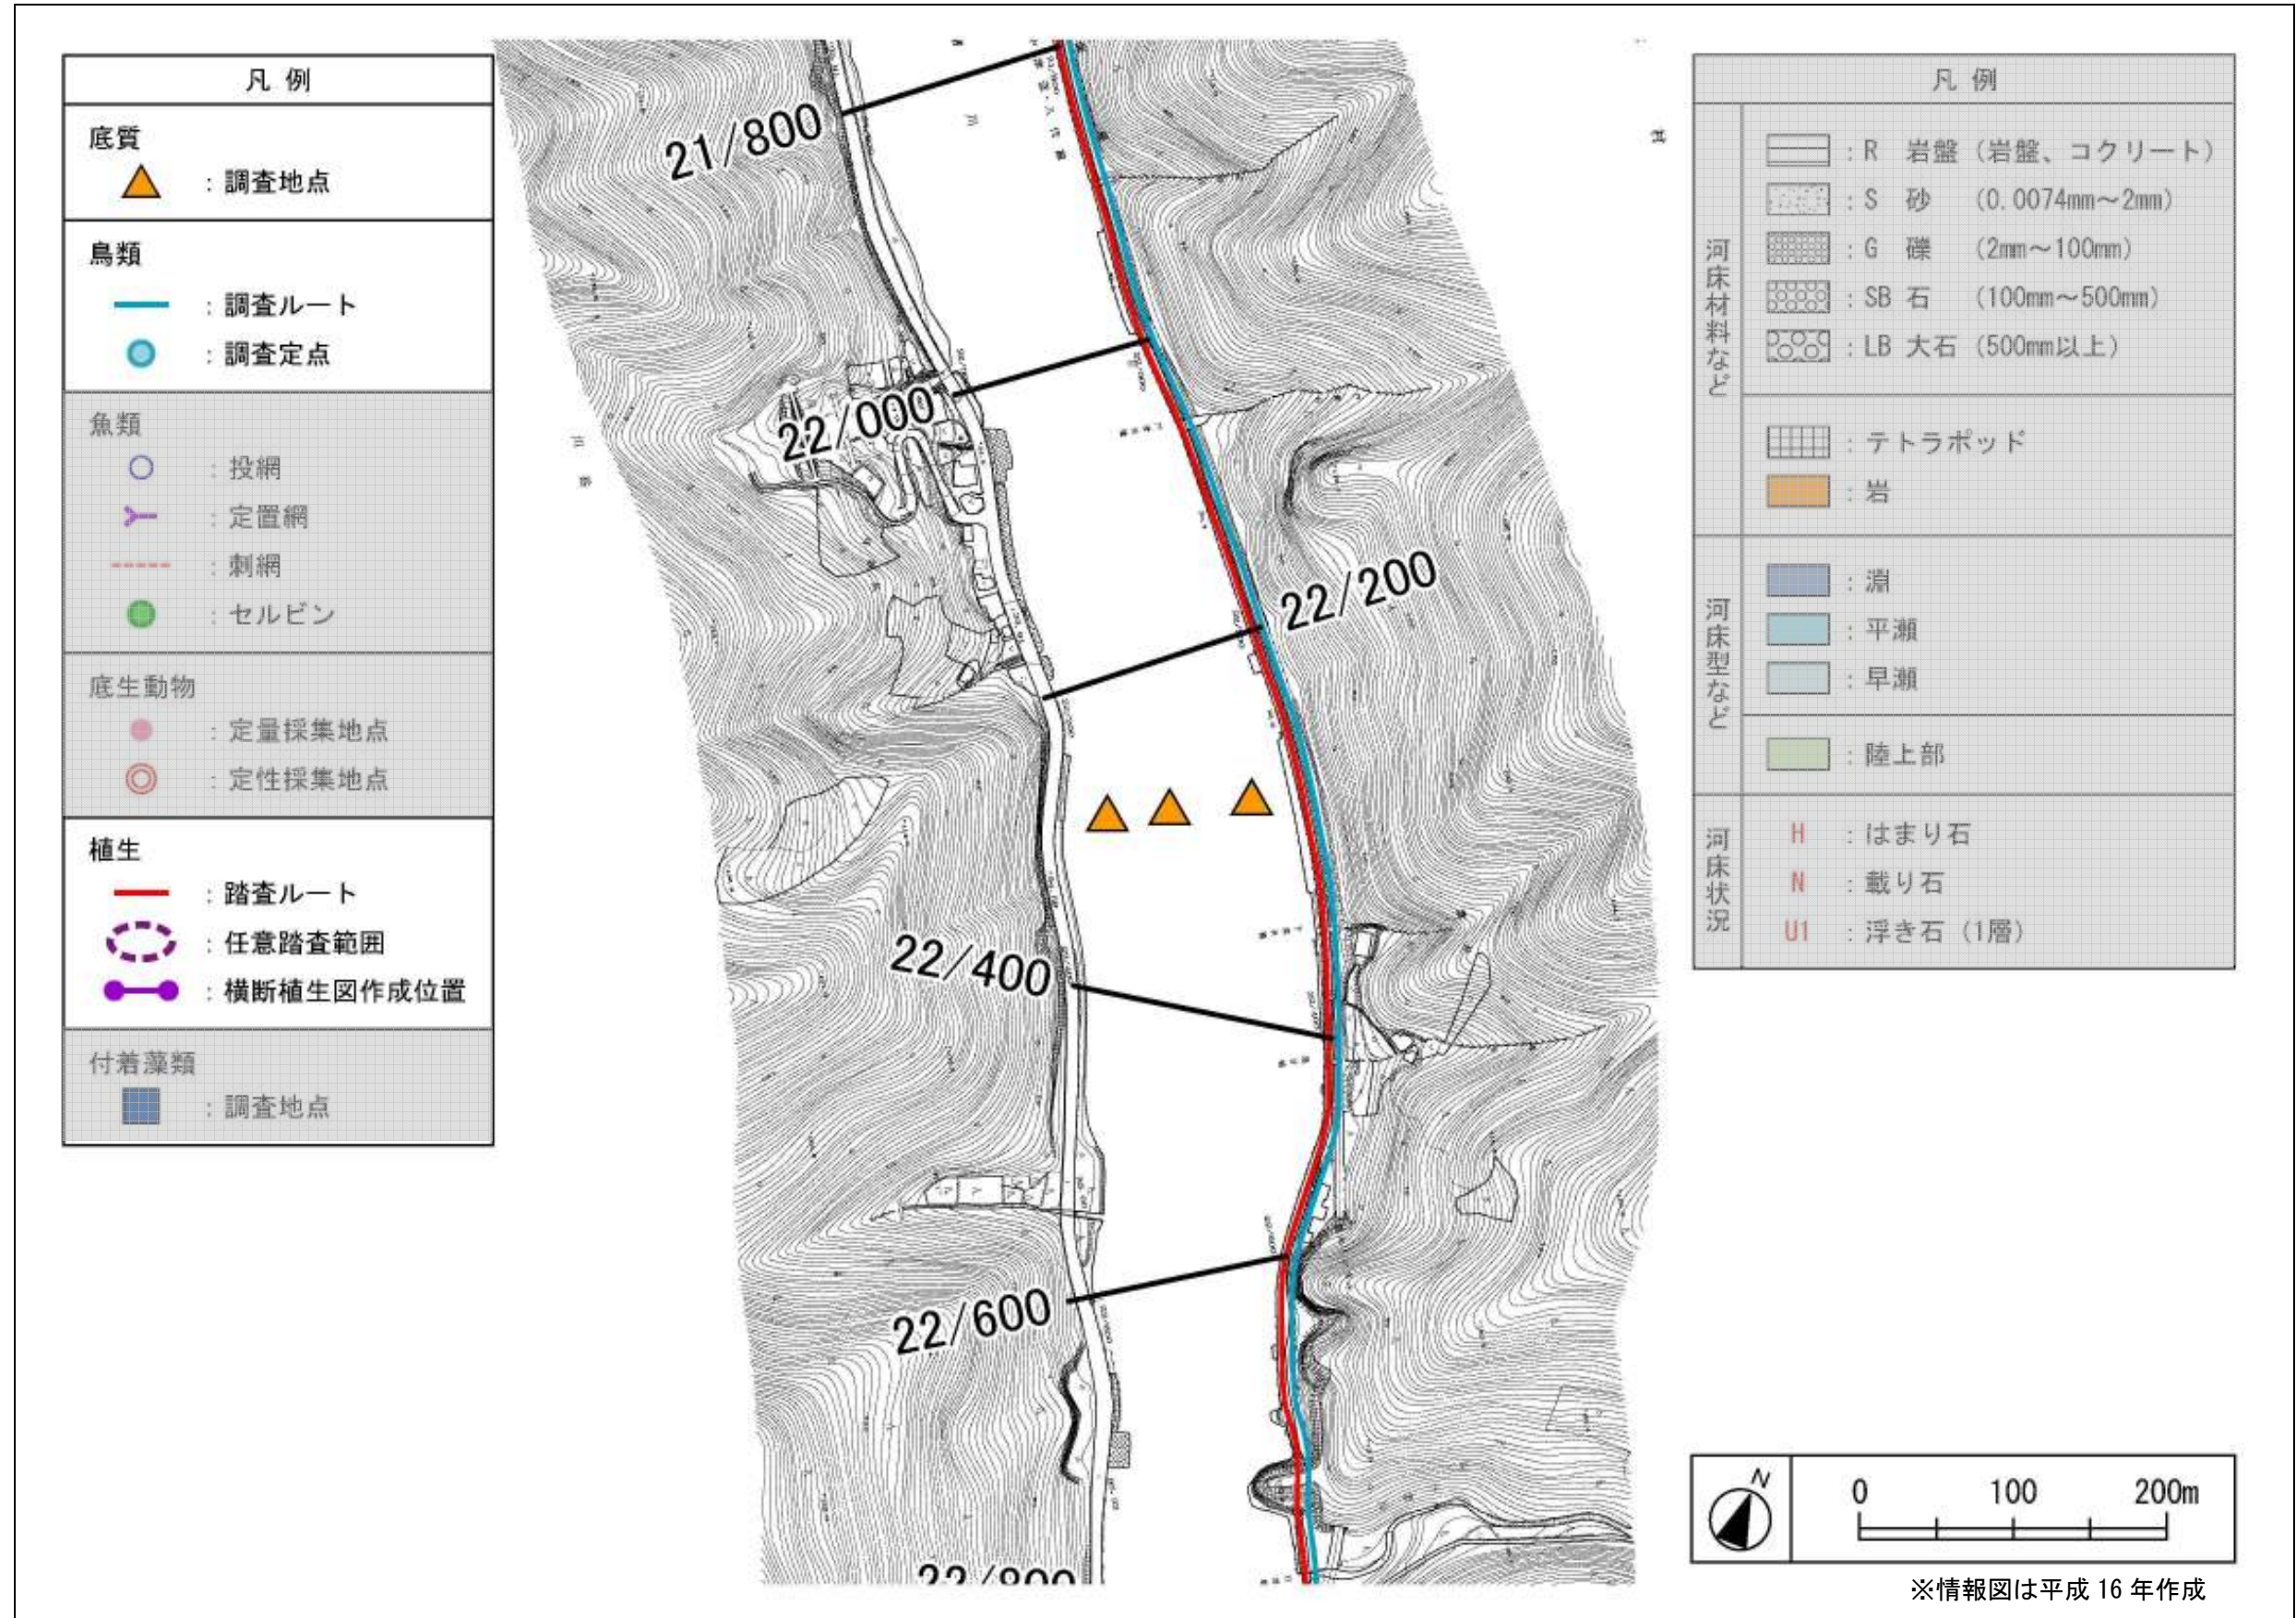 凡 例
底質
：調査地点
鳥類
：調査ルート
：調査定点
魚類
：投網
：定置網
：刺網
：セルビン
底生動物
：定量採集地点
：定性採集地点
植生
：踏査ルート
：任意踏査範囲
：横断植生図作成位置
付着藻類
：調査地点
21/800
22/000
22/200
22/400
22/600
22/800
川
村
凡 例
河床材料など
：R 岩盤（岩盤、コクリート）
：S 砂 （0.0074mm～2mm）
：G 礫 （2mm～100mm）
：SB 石 （100mm～500mm）
：LB 大石（500mm以上）
：テトラポッド
：岩
河床型など
：淵
：平瀬
：早瀬
：陸上部
河床状況
H ：はまり石
N ：載り石
U1 ：浮き石（1層）
N
0 100 200m
※情報図は平成 16 年作成